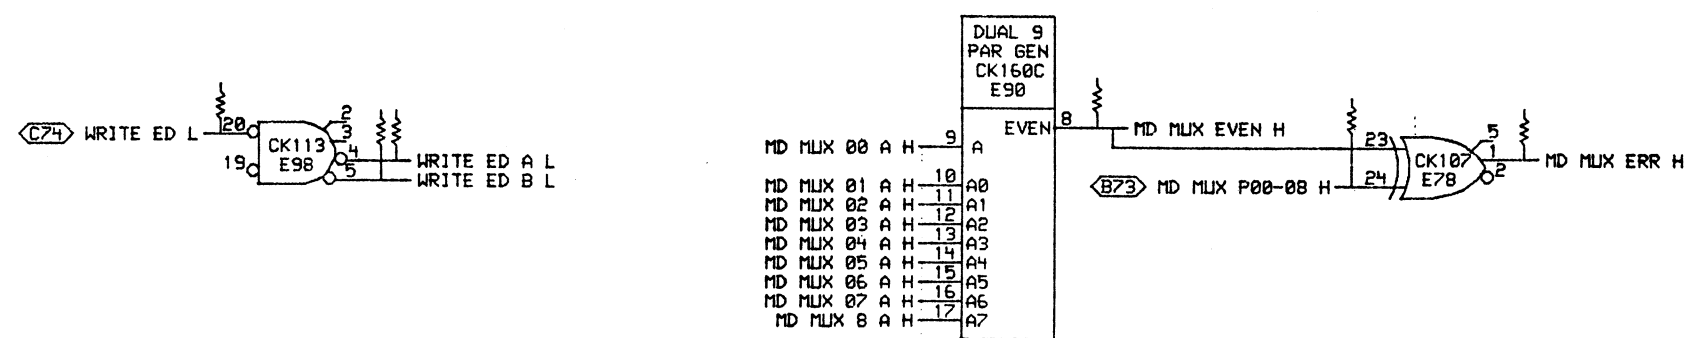 DUAL 9
PAR GEN
CK160C
E90
C74 WRITE ED L 20 2
3
CK113
E98
19 4 WRITE ED A L
5 WRITE ED B L
EVEN 8 MD MUX EVEN H
MD MUX 00 A H 9 A
MD MUX 01 A H 10 A0
MD MUX 02 A H 11 A1
MD MUX 03 A H 12 A2
MD MUX 04 A H 13 A3
MD MUX 05 A H 14 A4
MD MUX 06 A H 15 A5
MD MUX 07 A H 16 A6
MD MUX 8 A H 17 A7
23 5
CK107
E78
1 MD MUX ERR H
2
B73 MD MUX P00-08 H 24